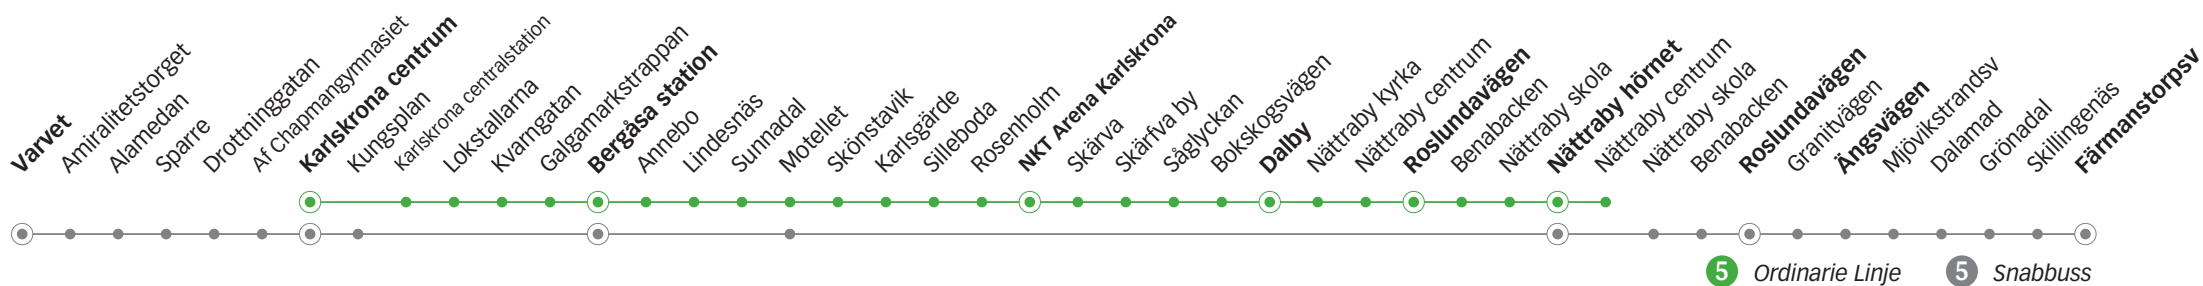 Varvet
Amiralitetstorget
Alamedan
Sparre
Drottninggatan
Af Chapmangymnasiet
Karlskrona centrum
Kungsplan
Karlskrona centralstation
Lokstallarna
Kvarngatan
Galgamarkstrappan
Bergåsa station
Annebo
Lindesnäs
Sunnadal
Motellet
Skönstavik
Karlsgärde
Silleboda
Rosenholm
NKT Arena Karlskrona
Skärva
Skärfva by
Såglyckan
Bokskogsvägen
Dalby
Nättraby kyrka
Nättraby centrum
Roslundavägen
Benabacken
Nättraby skola
Nättraby hörnet
Nättraby centrum
Nättraby skola
Benabacken
Roslundavägen
Granitvägen
Ängsvägen
Mjövikstrandsv
Dalamad
Grönadal
Skillingenäs
Färmanstorpsv
5 Ordinarie Linje
5 Snabbuss